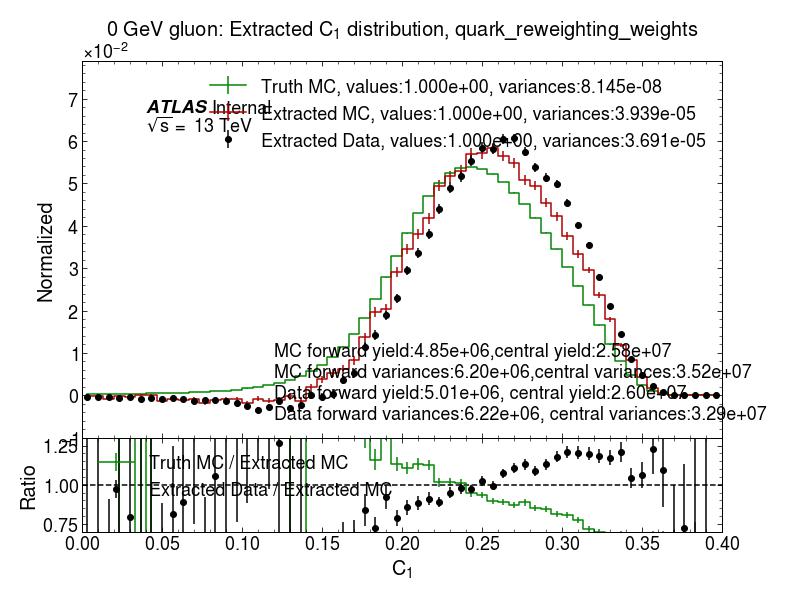 0 GeV gluon: Extracted C₁ distribution, quark_reweighting_weights
×10⁻²
Truth MC, values:1.000e+00, variances:8.145e-08
ATLAS Internal
Extracted MC, values:1.000e+00, variances:3.939e-05
√s = 13 TeV
Extracted Data, values:1.000e+00, variances:3.691e-05
7
6
5
4
3
2
1
0
Normalized
MC forward yield:4.85e+06,central yield:2.58e+07
MC forward variances:6.20e+06,central variances:3.52e+07
Data forward yield:5.01e+06, central yield:2.60e+07
Data forward variances:6.22e+06, central variances:3.29e+07
1.25
1.00
0.75
Ratio
Truth MC / Extracted MC
Extracted Data / Extracted MC
0.00 0.05 0.10 0.15 0.20 0.25 0.30 0.35 0.40
C₁